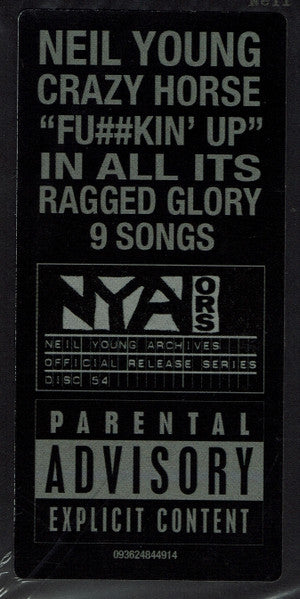 Neil
NEIL YOUNG
CRAZY HORSE
“FU##KIN’ UP”
IN ALL ITS
RAGGED GLORY
9 SONGS
NYA ORS
NEIL YOUNG ARCHIVES
OFFICIAL RELEASE SERIES
DISC 54
PARENTAL
ADVISORY
EXPLICIT CONTENT
093624844914